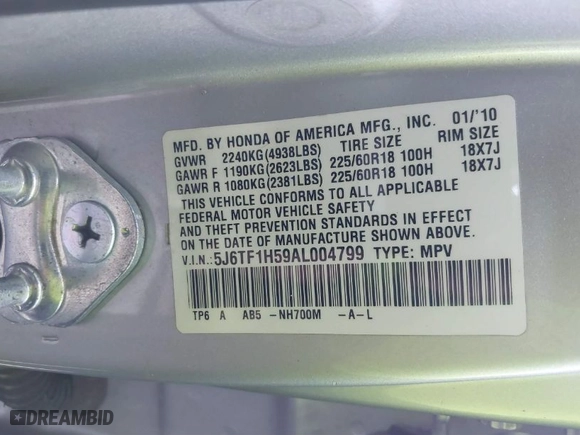 MFD. BY HONDA OF AMERICA MFG., INC. 01/'10
GVWR 2240KG(4938LBS) TIRE SIZE RIM SIZE
GAWR F 1190KG(2623LBS) 225/60R18 100H 18X7J
GAWR R 1080KG(2381LBS) 225/60R18 100H 18X7J
THIS VEHICLE CONFORMS TO ALL APPLICABLE
FEDERAL MOTOR VEHICLE SAFETY
AND THEFT PREVENTION STANDARDS IN EFFECT
ON THE DATE OF MANUFACTURE SHOWN ABOVE.
V.I.N.: 5J6TF1H59AL004799 TYPE: MPV
TP6 A AB5 -NH700M -A-L
DREAMBID